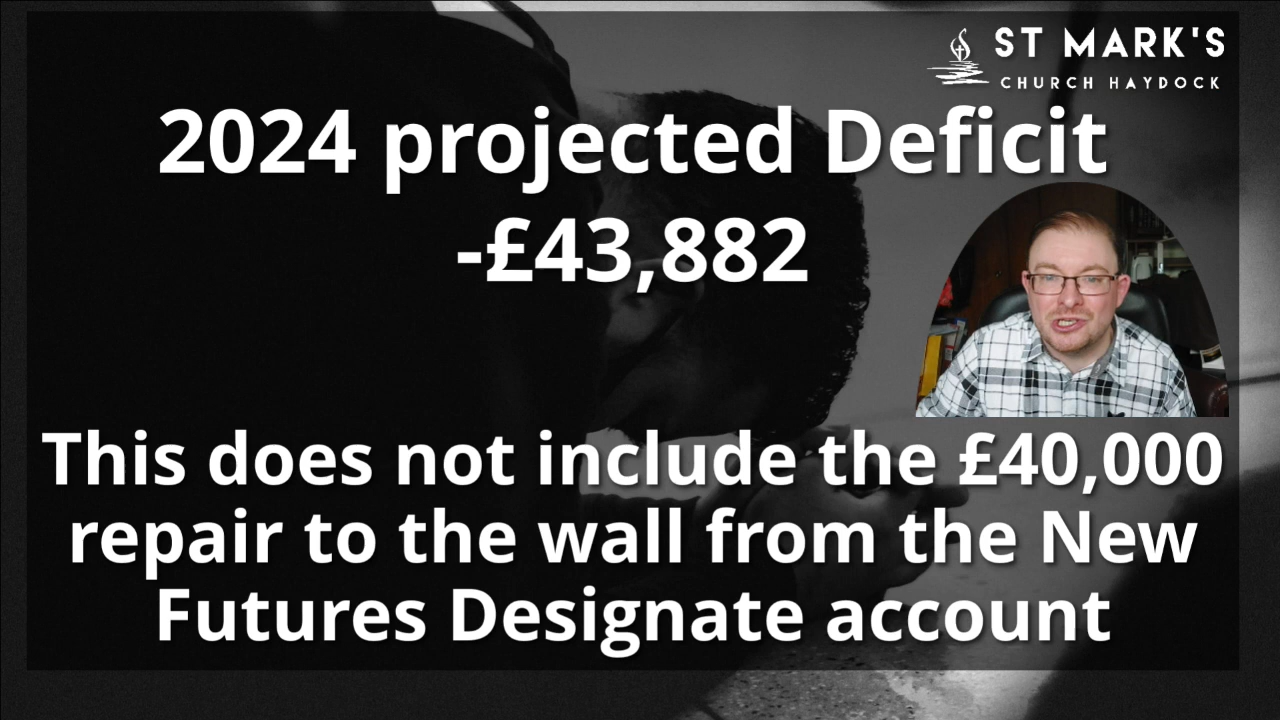 ST MARK'S
CHURCH HAYDOCK
2024 projected Deficit
-£43,882
This does not include the £40,000
repair to the wall from the New
Futures Designate account